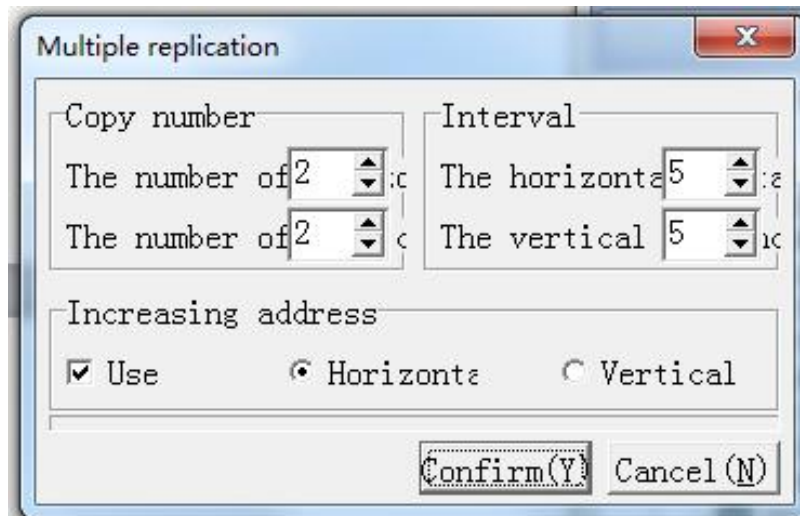 Multiple replication
Copy number
The number of 2
The number of 2
Interval
The horizonta 5
The vertical 5
Increasing address
Use Horizonta Vertical
Confirm(Y) Cancel(N)